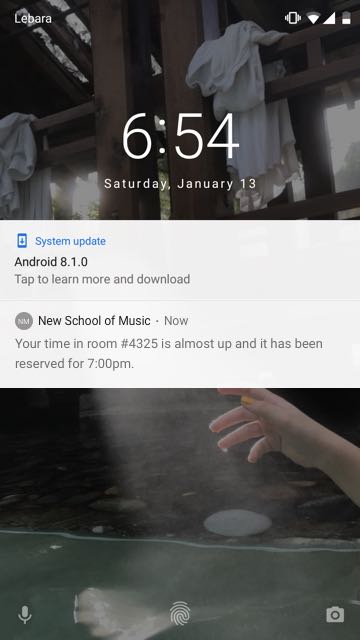 Lebara
6:54
Saturday, January 13
System update
Android 8.1.0
Tap to learn more and download
NM New School of Music · Now
Your time in room #4325 is almost up and it has been
reserved for 7:00pm.